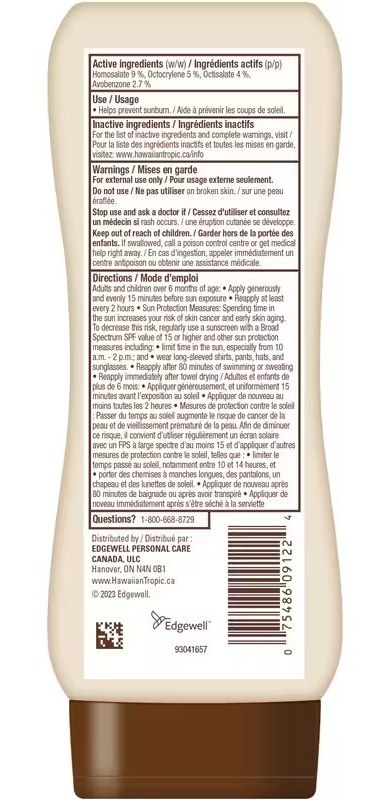 Active ingredients (w/w) / Ingrédients actifs (p/p)
Homosalate 9 %, Octocrylene 5 %, Octisalate 4 %,
Avobenzone 2.7 %
Use / Usage
• Helps prevent sunburn. / Aide à prévenir les coups de soleil.
Inactive ingredients / Ingrédients inactifs
For the list of inactive ingredients and complete warnings, visit /
Pour la liste des ingrédients inactifs et toutes les mises en garde,
visitez: www.hawaiiantropic.ca/info
Warnings / Mises en garde
For external use only / Pour usage externe seulement.
Do not use / Ne pas utiliser on broken skin. / sur une peau
éraflée.
Stop use and ask a doctor if / Cessez d'utiliser et consultez
un médecin si rash occurs. / une éruption cutanée se développe.
Keep out of reach of children. / Garder hors de la portée des
enfants. If swallowed, call a poison control centre or get medical
help right away. / En cas d'ingestion, appeler immédiatement un
centre antipoison ou obtenir une assistance médicale.
Directions / Mode d'emploi
Adults and children over 6 months of age: • Apply generously
and evenly 15 minutes before sun exposure • Reapply at least
every 2 hours • Sun Protection Measures: Spending time in
the sun increases your risk of skin cancer and early skin aging.
To decrease this risk, regularly use a sunscreen with a Broad
Spectrum SPF value of 15 or higher and other sun protection
measures including: • limit time in the sun, especially from 10
a.m. - 2 p.m.; and • wear long-sleeved shirts, pants, hats, and
sunglasses. • Reapply after 80 minutes of swimming or sweating
• Reapply immediately after towel drying / Adultes et enfants de
plus de 6 mois: • Appliquer généreusement, et uniformément 15
minutes avant l'exposition au soleil • Appliquer de nouveau au
moins toutes les 2 heures • Mesures de protection contre le soleil
: Passer du temps au soleil augmente le risque de cancer de la
peau et de vieillissement prématuré de la peau. Afin de diminuer
ce risque, il convient d'utiliser régulièrement un écran solaire
avec un FPS à large spectre d'au moins 15 et d'appliquer d'autres
mesures de protection contre le soleil, telles que : • limiter le
temps passé au soleil, notamment entre 10 et 14 heures, et
• porter des chemises à manches longues, des pantalons, un
chapeau et des lunettes de soleil. • Appliquer de nouveau après
80 minutes de baignade ou après avoir transpiré • Appliquer de
noveau immédiatement après s'être séché à la serviette
Questions? 1-800-668-8729
Distributed by / Distribué par :
EDGEWELL PERSONAL CARE
CANADA, ULC
Hanover, ON N4N 0B1
www.HawaiianTropic.ca
© 2023 Edgewell.
Edgewell™
93041657
0 75486 09122 4